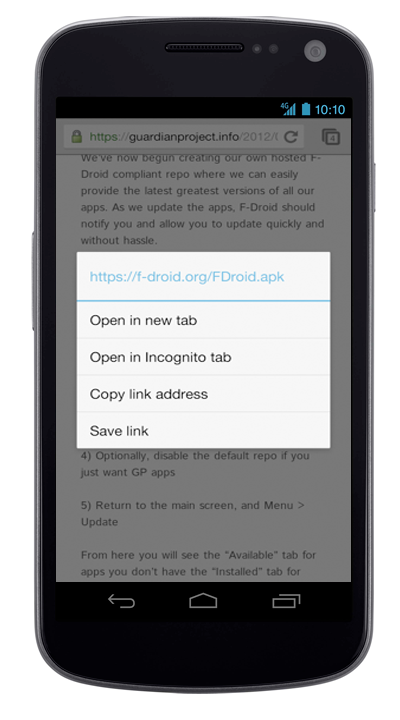 4G 10:10
https://guardianproject.info/2012/0
4
We've now begun creating our own hosted F-
Droid compliant repo where we can easily
provide the latest greatest versions of all our
apps. As we update the apps, F-Droid should
notify you and allow you to update quickly and
without hassle.
https://f-droid.org/FDroid.apk
Open in new tab
Open in Incognito tab
Copy link address
Save link
4) Optionally, disable the default repo if you
just want GP apps
5) Return to the main screen, and Menu >
Update
From here you will see the "Available" tab for
apps you don't have the "Installed" tab for